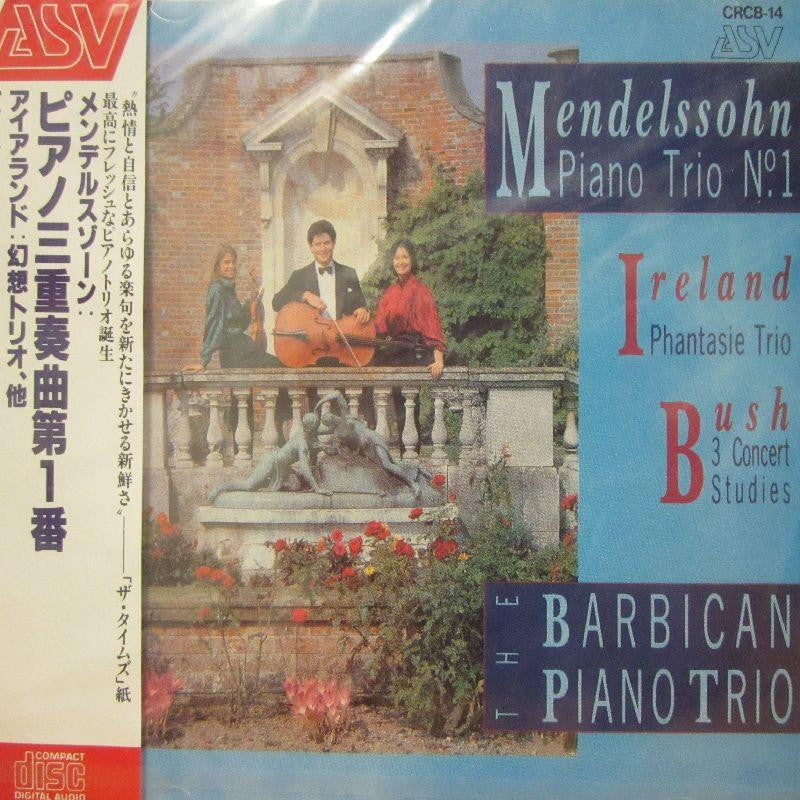 ASV
メンデルスゾーン:
ピアノ三重奏曲第1番
アイアランド:幻想トリオ、他
“熱情と自信とあらゆる楽句を新たにきかせる新鮮さ”――「ザ・タイムズ」紙
最高にフレッシュなピアノトリオ誕生
COMPACT
disc
DIGITAL AUDIO
CRCB-14
ASV
Mendelssohn
Piano Trio Nº1
Ireland
Phantasie Trio
Bush
3 Concert
Studies
THE
BARBICAN
PIANO TRIO